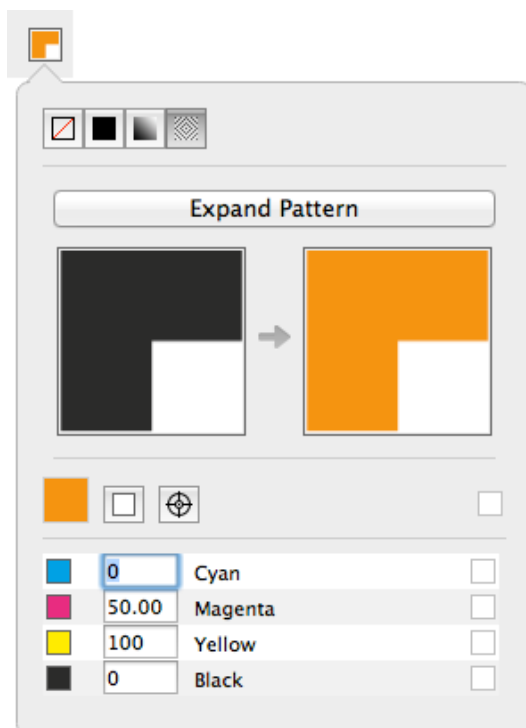 Expand Pattern
0 Cyan
50.00 Magenta
100 Yellow
0 Black